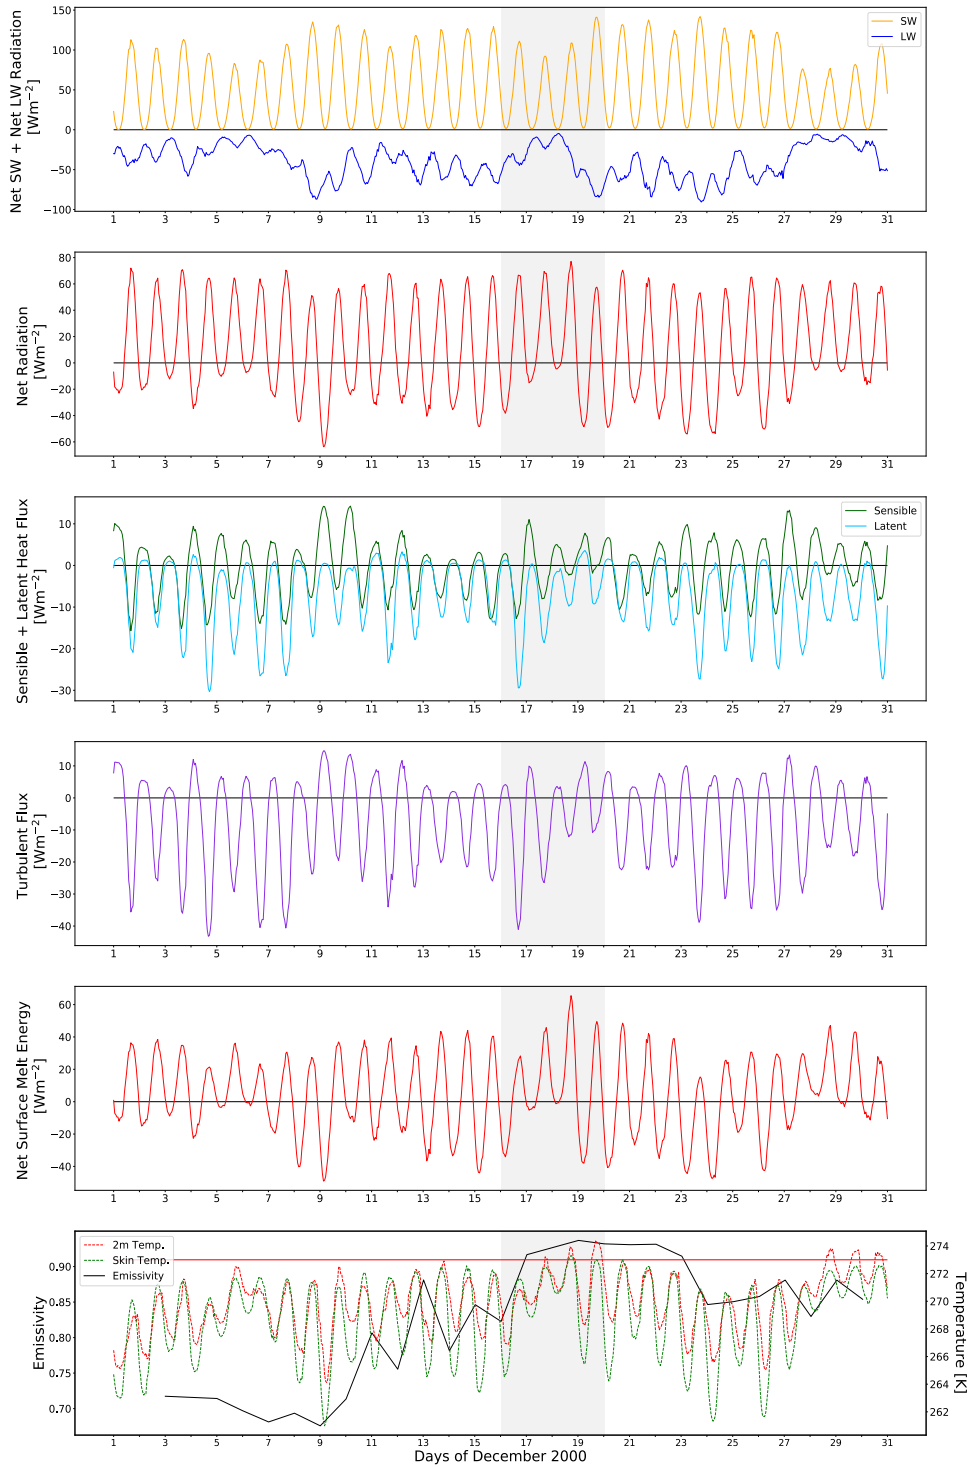 Net SW + Net LW Radiation
[Wm−2]
150
100
50
0
−50
−100
SW
LW
1 3 5 7 9 11 13 15 17 19 21 23 25 27 29 31
Net Radiation
[Wm−2]
80
60
40
20
0
−20
−40
−60
1 3 5 7 9 11 13 15 17 19 21 23 25 27 29 31
Sensible + Latent Heat Flux
[Wm−2]
10
0
−10
−20
−30
Sensible
Latent
1 3 5 7 9 11 13 15 17 19 21 23 25 27 29 31
Turbulent Flux
[Wm−2]
10
0
−10
−20
−30
−40
1 3 5 7 9 11 13 15 17 19 21 23 25 27 29 31
Net Surface Melt Energy
[Wm−2]
60
40
20
0
−20
−40
1 3 5 7 9 11 13 15 17 19 21 23 25 27 29 31
Emissivity
0.90
0.85
0.80
0.75
0.70
2m Temp.
Skin Temp.
Emissivity
274
272
270
268
266
264
262
Temperature [K]
1 3 5 7 9 11 13 15 17 19 21 23 25 27 29 31
Days of December 2000